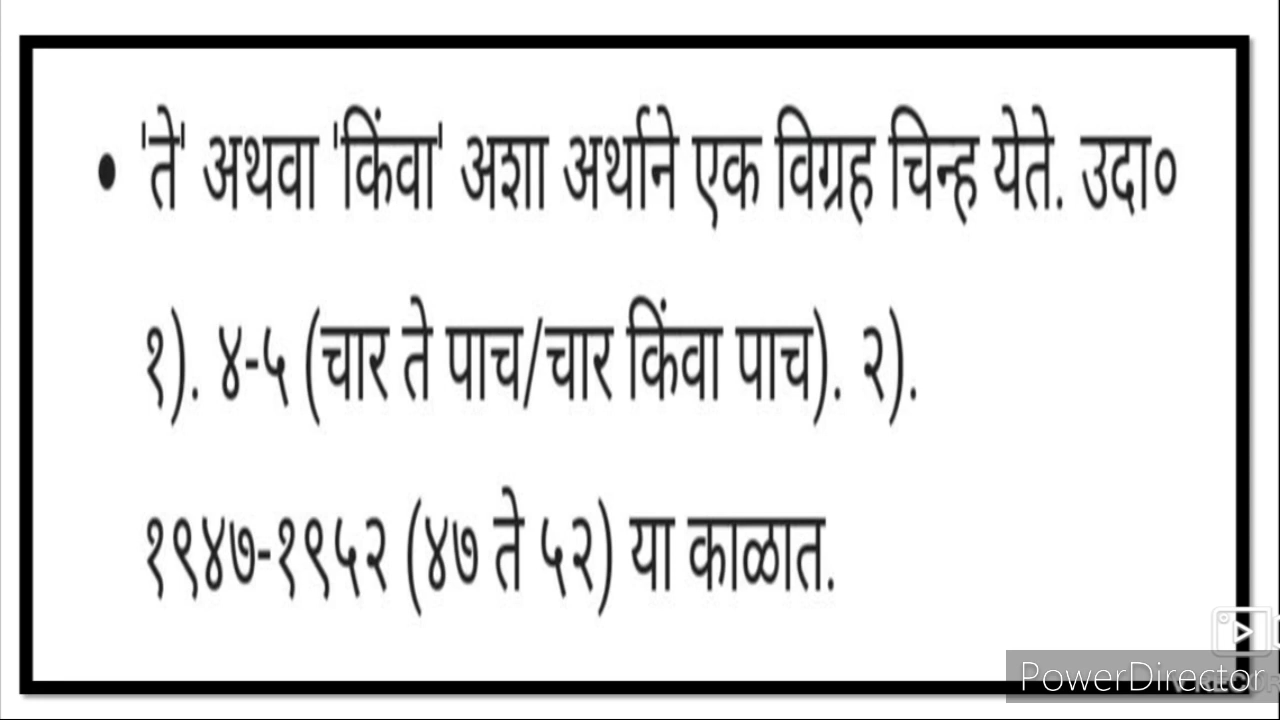 • 'ते' अथवा 'किंवा' अशा अर्थाने एक विग्रह चिन्ह येते. उदा०
१). ४-५ (चार ते पाच/चार किंवा पाच). २).
१९४७-१९५२ (४७ ते ५२) या काळात.
PowerDirector